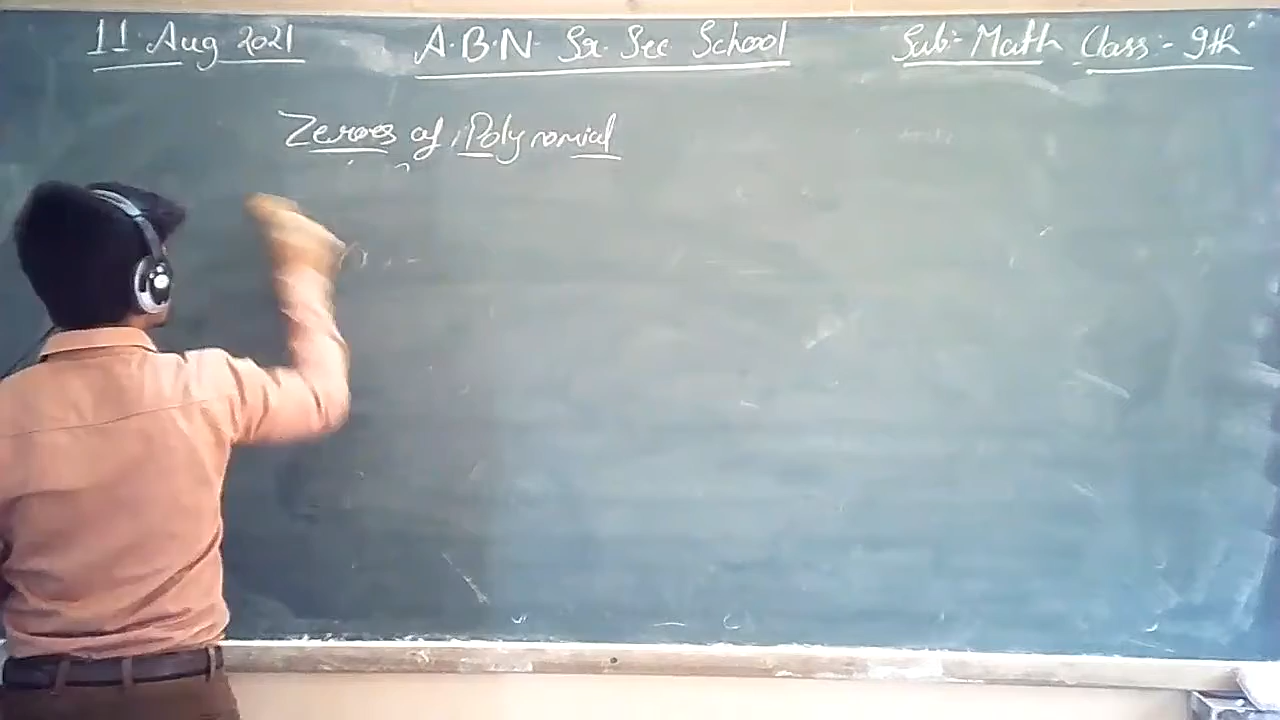 11 Aug 2021 A.B.N. Sr. Sec School Sub:- Math Class:- 9th
Zeroes of Polynomial